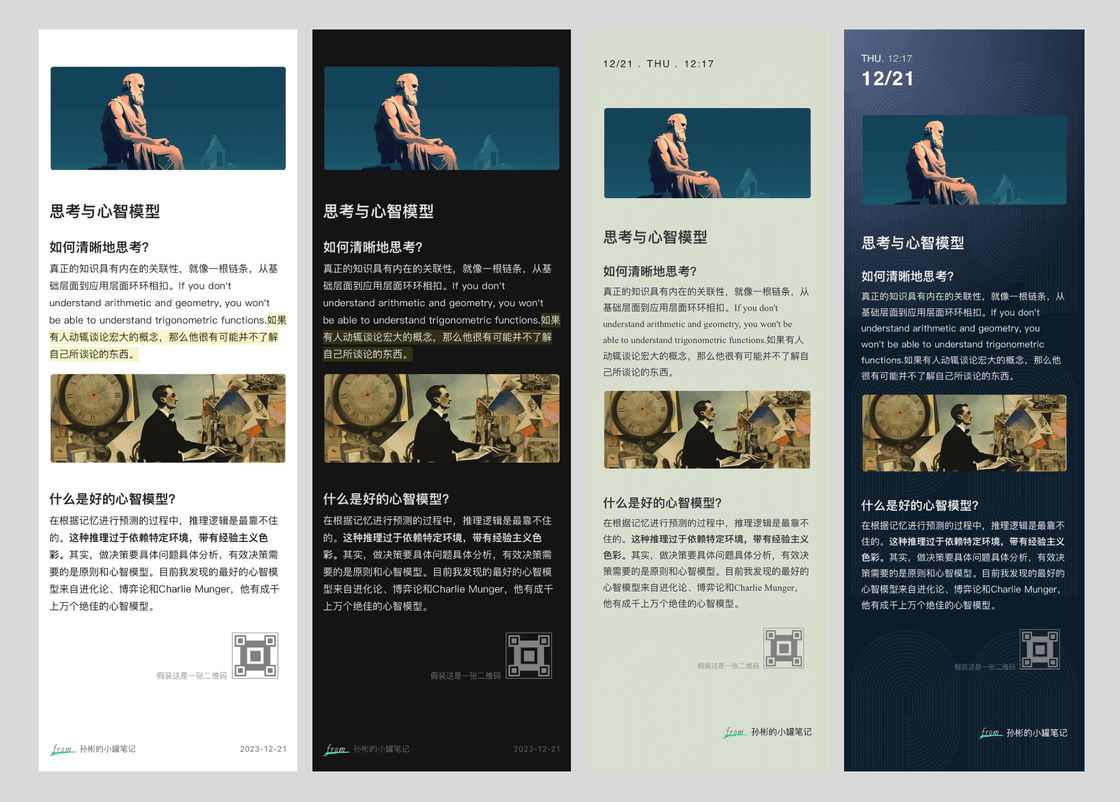 思考与心智模型
如何清晰地思考?
真正的知识具有内在的关联性，就像一根链条，从基
础层面到应用层面环环相扣。If you don't
understand arithmetic and geometry, you won't
be able to understand trigonometric functions.如果
有人动辄谈论宏大的概念，那么他很有可能并不了解
自己所谈论的东西。
什么是好的心智模型?
在根据记忆进行预测的过程中，推理逻辑是最靠不住
的。这种推理过于依赖特定环境，带有经验主义色
彩。其实，做决策要具体问题具体分析，有效决策需
要的是原则和心智模型。目前我发现的最好的心智模
型来自进化论、博弈论和Charlie Munger，他有成千
上万个绝佳的心智模型。
假装这是一张二维码
from 孙彬的小罐笔记
2023-12-21
思考与心智模型
如何清晰地思考?
真正的知识具有内在的关联性，就像一根链条，从基
础层面到应用层面环环相扣。If you don't
understand arithmetic and geometry, you won't
be able to understand trigonometric functions.如果
有人动辄谈论宏大的概念，那么他很有可能并不了解
自己所谈论的东西。
什么是好的心智模型?
在根据记忆进行预测的过程中，推理逻辑是最靠不住
的。这种推理过于依赖特定环境，带有经验主义色
彩。其实，做决策要具体问题具体分析，有效决策需
要的是原则和心智模型。目前我发现的最好的心智模
型来自进化论、博弈论和Charlie Munger，他有成千
上万个绝佳的心智模型。
假装这是一张二维码
from 孙彬的小罐笔记
2023-12-21
12/21 . THU . 12:17
思考与心智模型
如何清晰地思考?
真正的知识具有内在的关联性，就像一根链条，从
基础层面到应用层面环环相扣。If you don't
understand arithmetic and geometry, you won't be
able to understand trigonometric functions.如果有人
动辄谈论宏大的概念，那么他很有可能并不了解自
己所谈论的东西。
什么是好的心智模型?
在根据记忆进行预测的过程中，推理逻辑是最靠不
住的。这种推理过于依赖特定环境，带有经验主义
色彩。其实，做决策要具体问题具体分析，有效决
策需要的是原则和心智模型。目前我发现的最好的
心智模型来自进化论、博弈论和Charlie Munger，
他有成千上万个绝佳的心智模型。
假装这是一张二维码
from 孙彬的小罐笔记
THU. 12:17
12/21
思考与心智模型
如何清晰地思考?
真正的知识具有内在的关联性，就像一根链条，从
基础层面到应用层面环环相扣。If you don't
understand arithmetic and geometry, you
won't be able to understand trigonometric
functions.如果有人动辄谈论宏大的概念，那么他
很有可能并不了解自己所谈论的东西。
什么是好的心智模型?
在根据记忆进行预测的过程中，推理逻辑是最靠不
住的。这种推理过于依赖特定环境，带有经验主义
色彩。其实，做决策要具体问题具体分析，有效决
策需要的是原则和心智模型。目前我发现的最好的
心智模型来自进化论、博弈论和Charlie Munger，
他有成千上万个绝佳的心智模型。
假装这是一张二维码
from 孙彬的小罐笔记